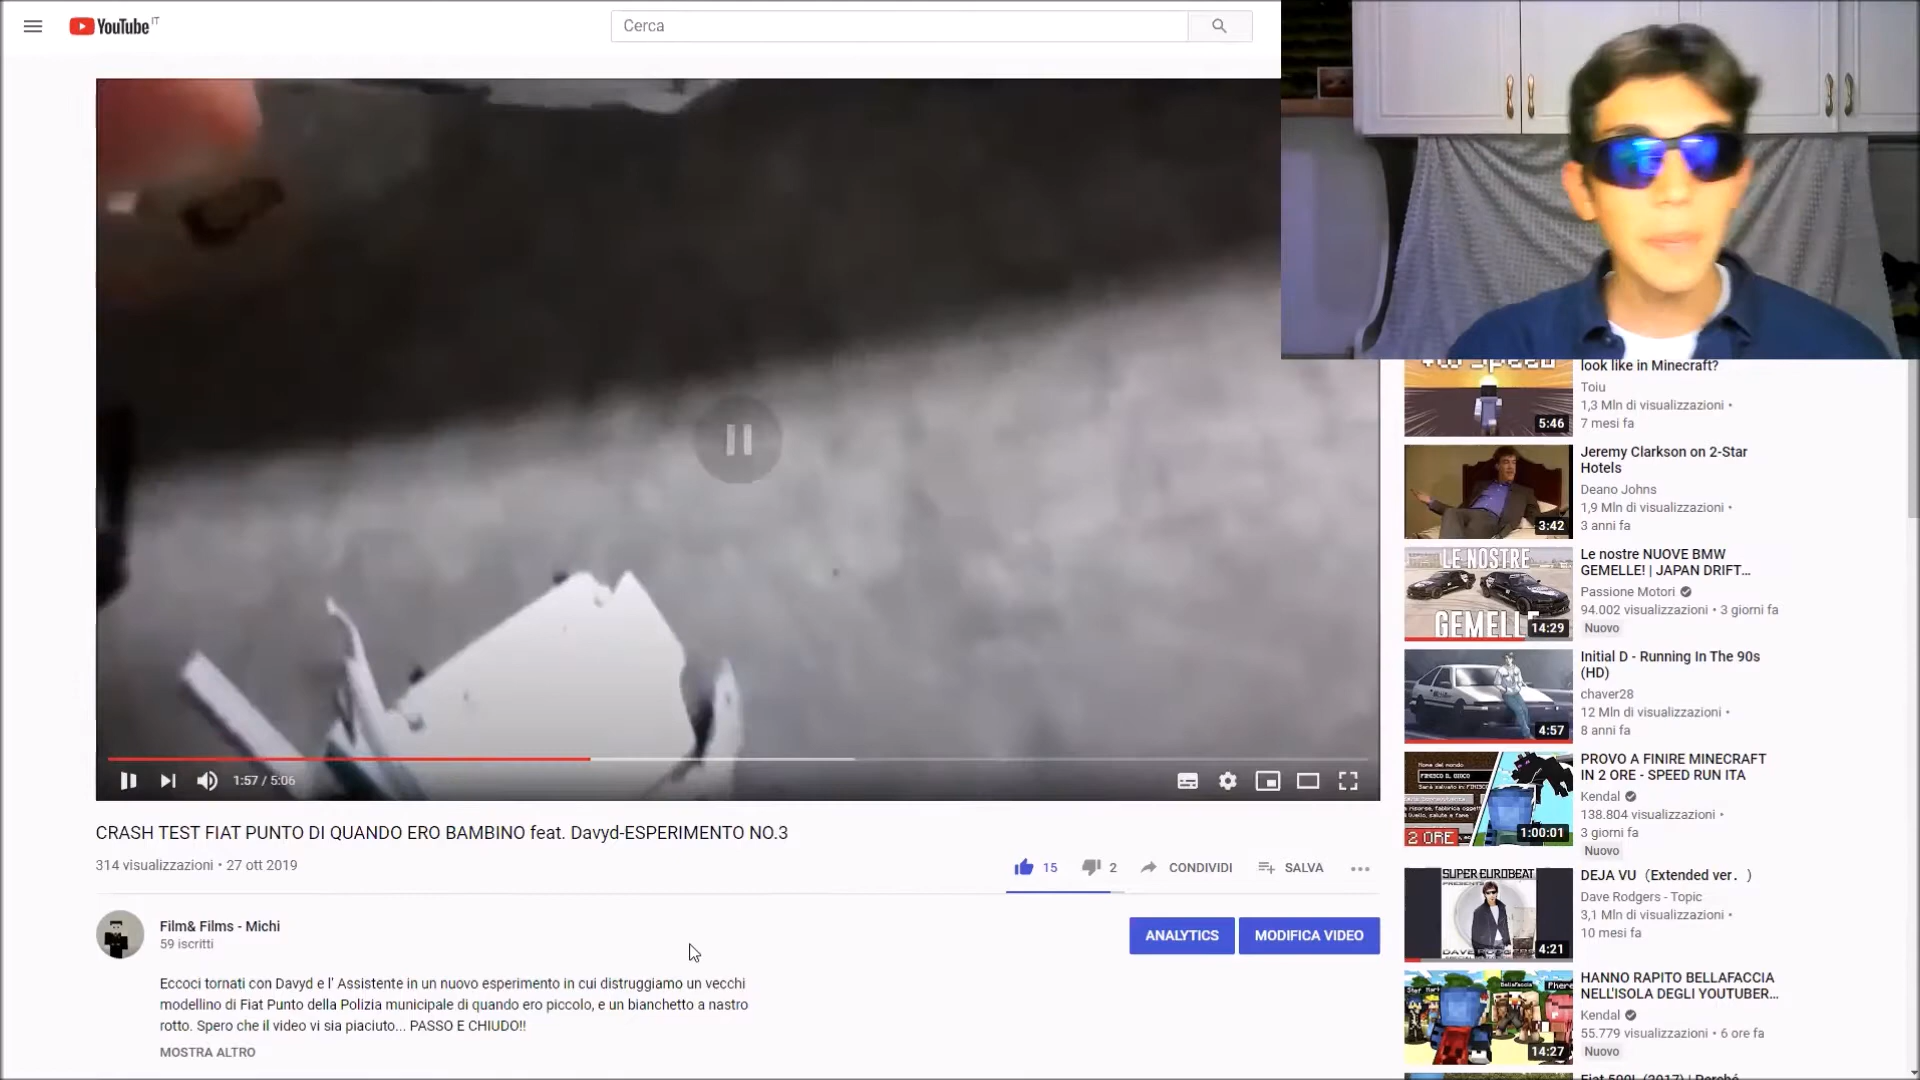 YouTube IT
Cerca
1:57 / 5:06
CRASH TEST FIAT PUNTO DI QUANDO ERO BAMBINO feat. Davyd-ESPERIMENTO NO.3
314 visualizzazioni • 27 ott 2019
15
2
CONDIVIDI
SALVA
Film& Films - Michi
59 iscritti
ANALYTICS
MODIFICA VIDEO
Eccoci tornati con Davyd e l' Assistente in un nuovo esperimento in cui distruggiamo un vecchi
modellino di Fiat Punto della Polizia municipale di quando ero piccolo, e un bianchetto a nastro
rotto. Spero che il video vi sia piaciuto... PASSO E CHIUDO!!
MOSTRA ALTRO
look like in Minecraft?
Toiu
1,3 Mln di visualizzazioni •
7 mesi fa
5:46
Jeremy Clarkson on 2-Star
Hotels
Deano Johns
1,9 Mln di visualizzazioni •
3 anni fa
3:42
LE NOSTRE
GEMELLE
14:29
Le nostre NUOVE BMW
GEMELLE! | JAPAN DRIFT...
Passione Motori
94.002 visualizzazioni • 3 giorni fa
Nuovo
Initial D - Running In The 90s
(HD)
chaver28
12 Mln di visualizzazioni •
8 anni fa
4:57
Nome del mondo
2 ORE
1:00:01
PROVO A FINIRE MINECRAFT
IN 2 ORE - SPEED RUN ITA
Kendal
138.804 visualizzazioni •
3 giorni fa
Nuovo
SUPER EUROBEAT
PRESENTS
4:21
DEJA VU（Extended ver．）
Dave Rodgers - Topic
3,1 Mln di visualizzazioni •
10 mesi fa
BellaFaccia
14:27
HANNO RAPITO BELLAFACCIA
NELL'ISOLA DEGLI YOUTUBER...
Kendal
55.779 visualizzazioni • 6 ore fa
Nuovo